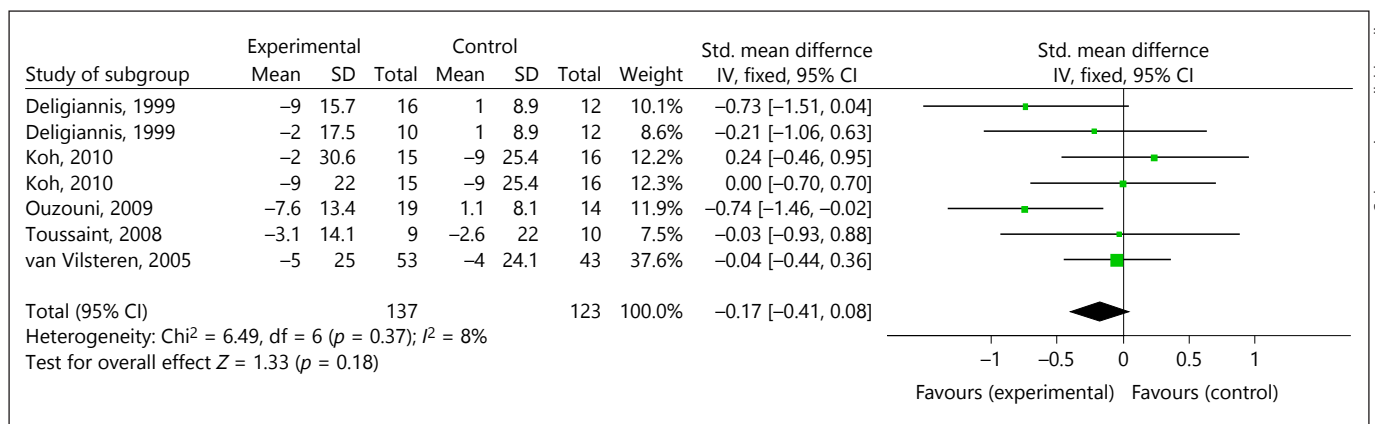 Experimental Control Std. mean differnce Std. mean differnce
Study of subgroup Mean SD Total Mean SD Total Weight IV, fixed, 95% CI IV, fixed, 95% CI
Deligiannis, 1999 –9 15.7 16 1 8.9 12 10.1% –0.73 [–1.51, 0.04]
Deligiannis, 1999 –2 17.5 10 1 8.9 12 8.6% –0.21 [–1.06, 0.63]
Koh, 2010 –2 30.6 15 –9 25.4 16 12.2% 0.24 [–0.46, 0.95]
Koh, 2010 –9 22 15 –9 25.4 16 12.3% 0.00 [–0.70, 0.70]
Ouzouni, 2009 –7.6 13.4 19 1.1 8.1 14 11.9% –0.74 [–1.46, –0.02]
Toussaint, 2008 –3.1 14.1 9 –2.6 22 10 7.5% –0.03 [–0.93, 0.88]
van Vilsteren, 2005 –5 25 53 –4 24.1 43 37.6% –0.04 [–0.44, 0.36]
Total (95% CI) 137 123 100.0% –0.17 [–0.41, 0.08]
Heterogeneity: Chi² = 6.49, df = 6 (p = 0.37); I² = 8%
Test for overall effect Z = 1.33 (p = 0.18)
–1 –0.5 0 0.5 1
Favours (experimental) Favours (control)